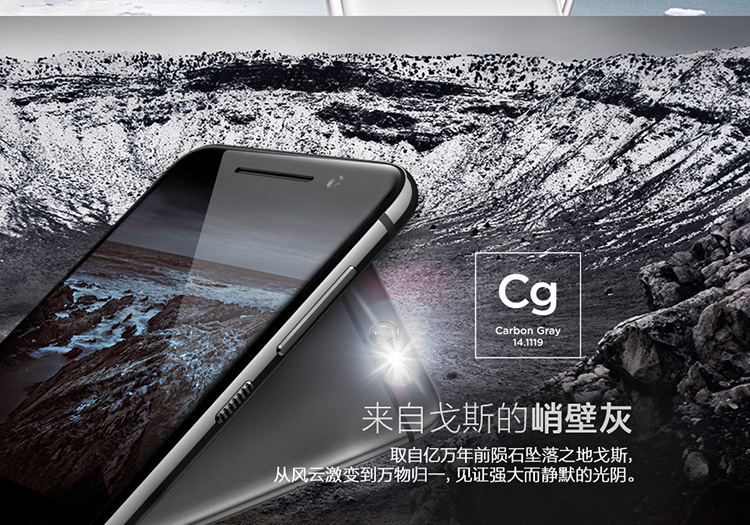 Cg
Carbon Gray
14.1119
来自戈斯的峭壁灰
取自亿万年前陨石坠落之地戈斯，
从风云激变到万物归一，见证强大而静默的光阴。